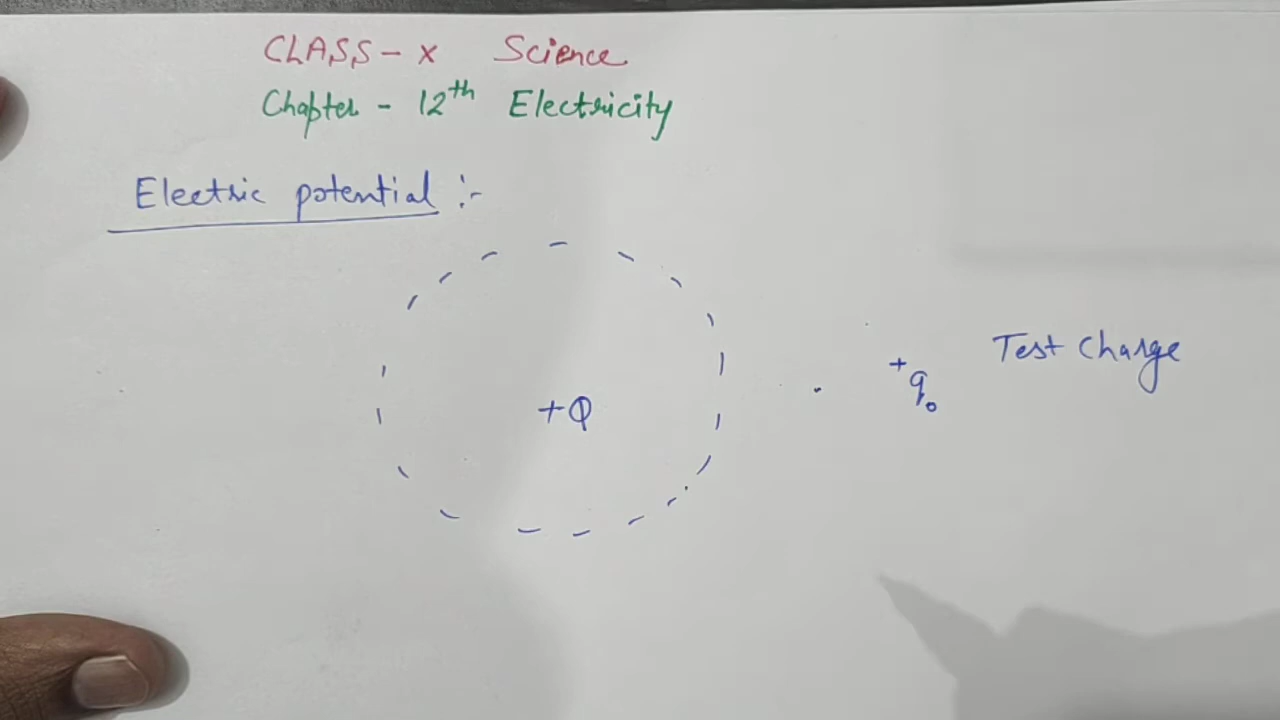 CLASS - X Science
Chapter - 12th Electricity
Electric potential :-
+Q
+q₀
Test Charge